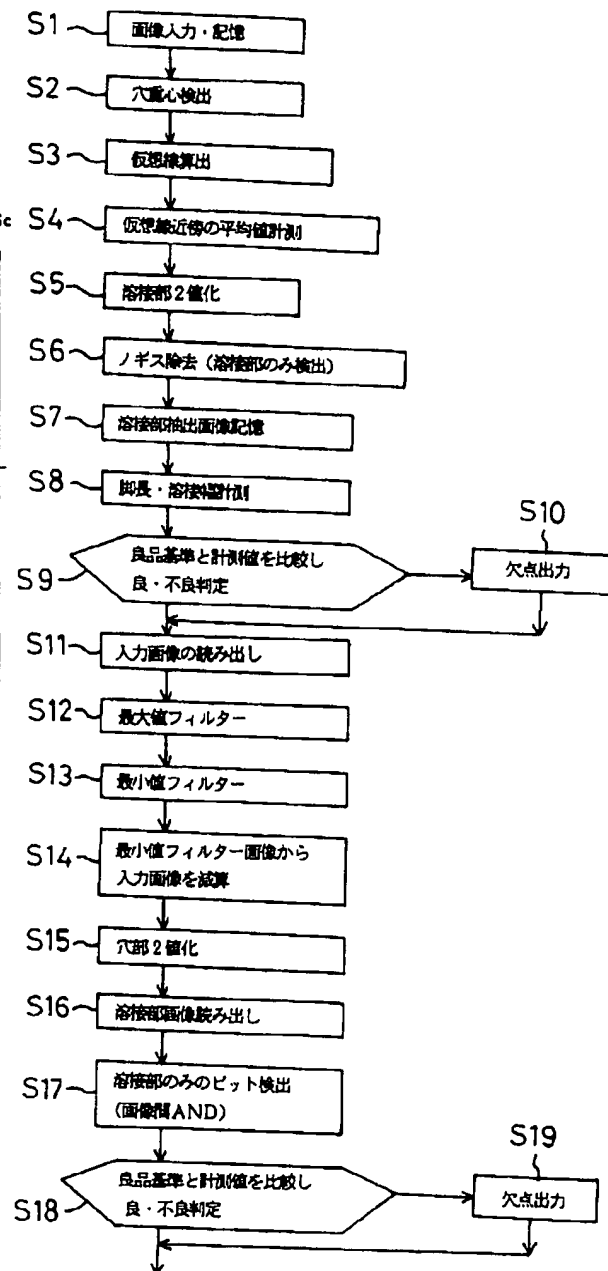 S1 面像入力・記憶
S2 穴重心検出
S3 仮想線算出
6c
S4 仮想線近傍の平均値計測
S5 溶接部2値化
S6 ノギス除去(溶接部のみ検出)
S7 溶接部抽出画像記憶
S8 脚長・溶接幅計測
S10
欠点出力
S9 良品基準と計測値を比較し
良・不良判定
S11 入力画像の読み出し
S12 最大値フィルター
S13 最小値フィルター
S14 最小値フィルター画像から
入力画像を減算
S15 穴部2値化
S16 溶接部画像読み出し
S17 溶接部のみのピット検出
(画像間AND)
S19
欠点出力
S18 良品基準と計測値を比較し
良・不良判定